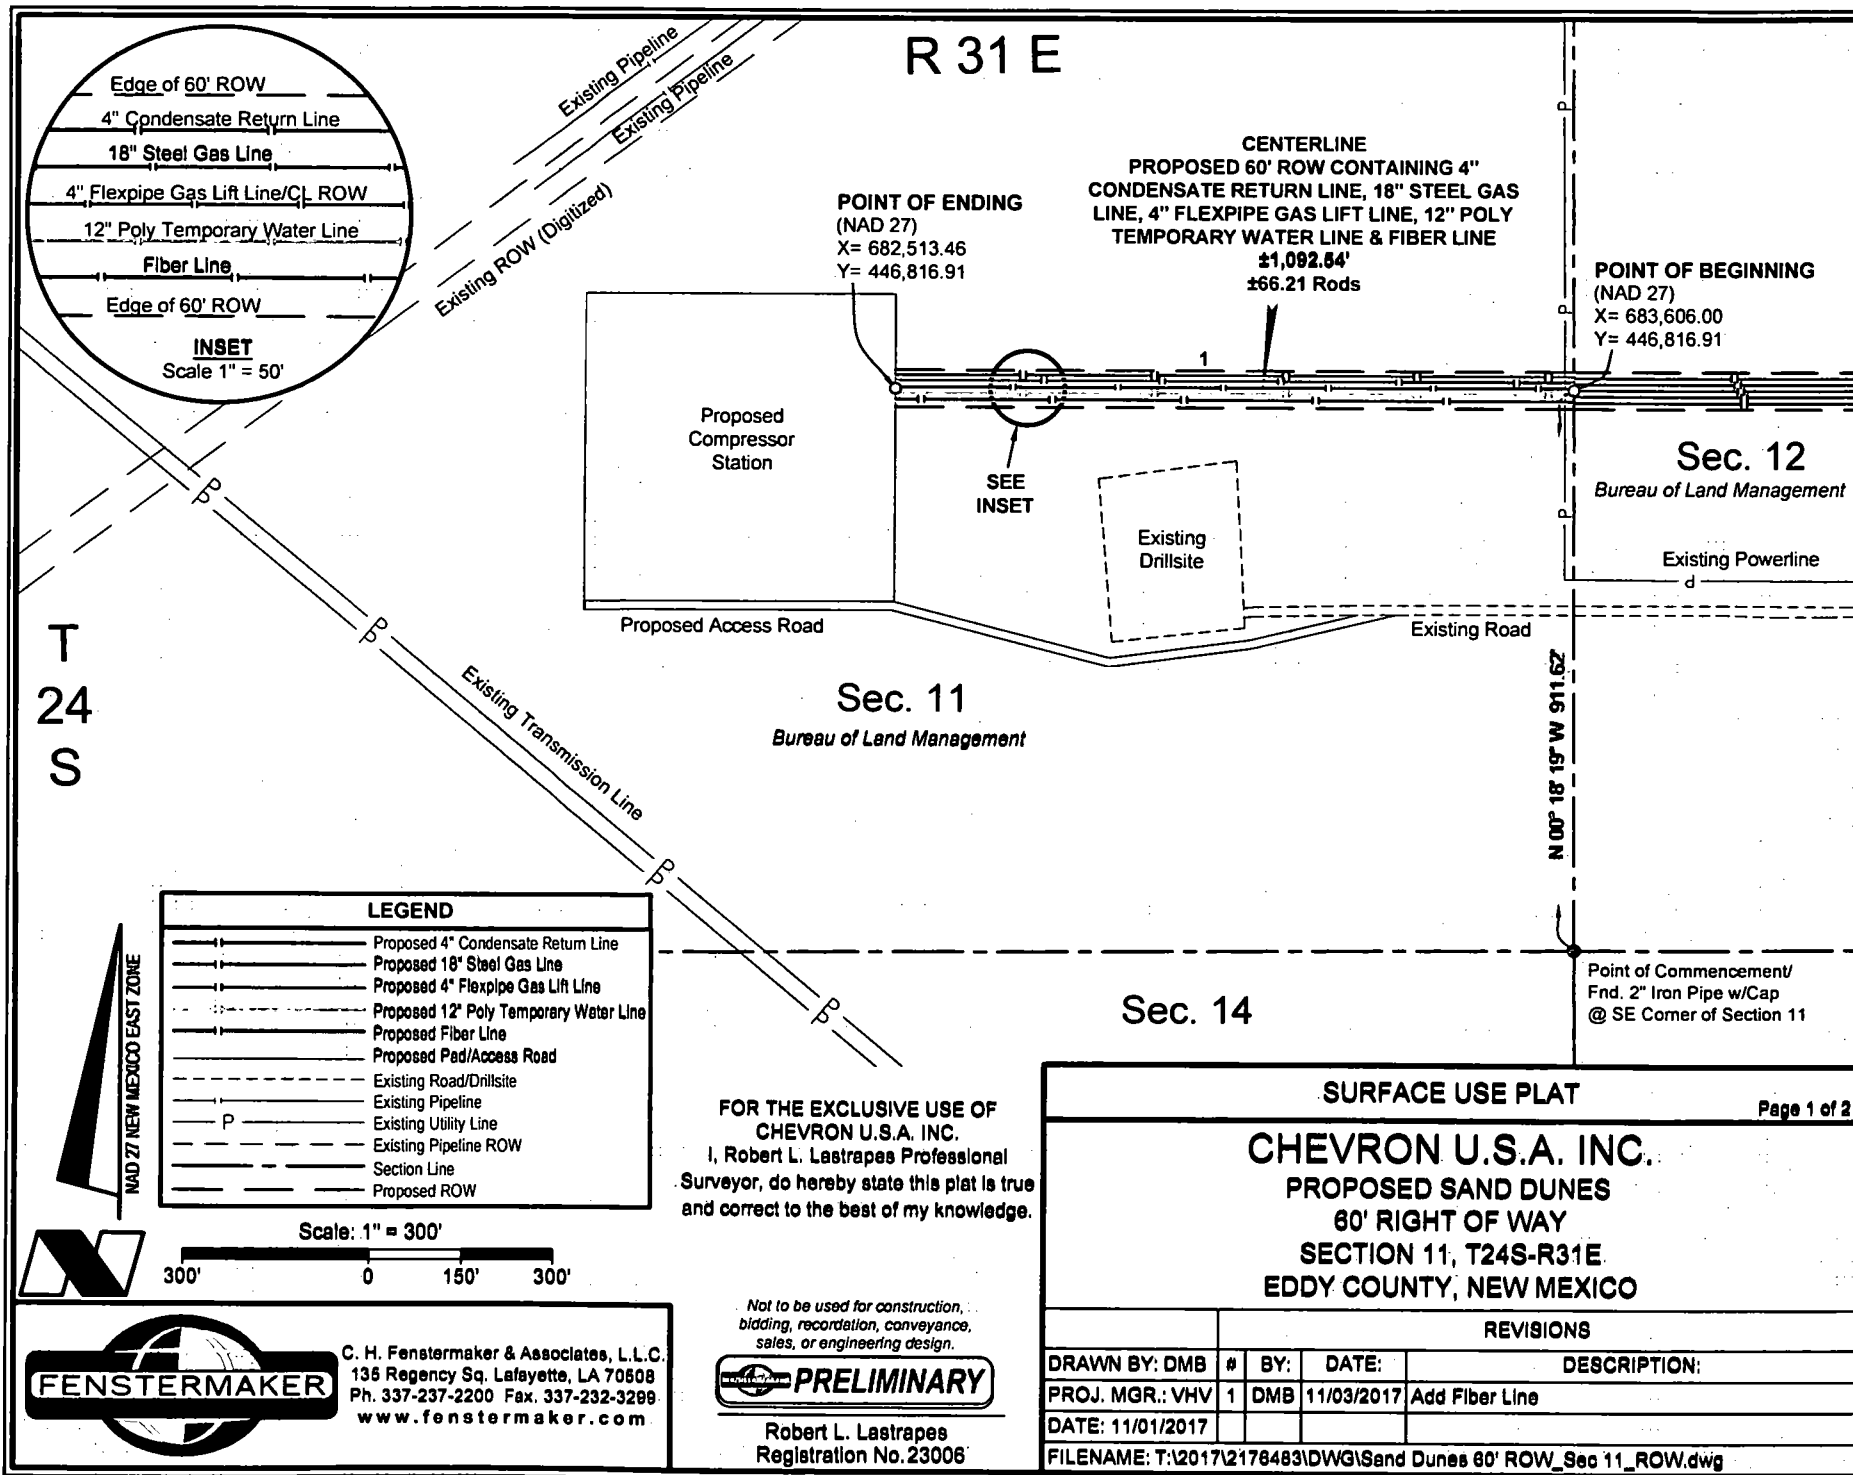 R 31 E
Edge of 60' ROW
4" Condensate Return Line
18" Steel Gas Line
4" Flexpipe Gas Lift Line/CL ROW
12" Poly Temporary Water Line
Fiber Line
Edge of 60' ROW
INSET
Scale 1" = 50'
Existing Pipeline
Existing Pipeline
Existing ROW (Digitized)
POINT OF ENDING
(NAD 27)
X= 682,513.46
Y= 446,816.91
CENTERLINE
PROPOSED 60' ROW CONTAINING 4"
CONDENSATE RETURN LINE, 18" STEEL GAS
LINE, 4" FLEXPIPE GAS LIFT LINE, 12" POLY
TEMPORARY WATER LINE & FIBER LINE
±1,092.54'
±66.21 Rods
POINT OF BEGINNING
(NAD 27)
X= 683,606.00
Y= 446,816.91
1
P
P
P
Proposed
Compressor
Station
SEE
INSET
Existing
Drillsite
Sec. 12
Bureau of Land Management
Existing Powerline
P
Proposed Access Road
Existing Road
T
24
S
P
P
P
P
Existing Transmission Line
Sec. 11
Bureau of Land Management
N 00° 18' 19" W 911.62'
P
P
P
P
Point of Commencement/
Fnd. 2" Iron Pipe w/Cap
@ SE Corner of Section 11
Sec. 14
NAD 27 NEW MEXICO EAST ZONE
LEGEND
Proposed 4" Condensate Return Line
Proposed 18" Steel Gas Line
Proposed 4" Flexpipe Gas Lift Line
Proposed 12" Poly Temporary Water Line
Proposed Fiber Line
Proposed Pad/Access Road
Existing Road/Drillsite
Existing Pipeline
P Existing Utility Line
Existing Pipeline ROW
Section Line
Proposed ROW
N
Scale: 1" = 300'
300' 0 150' 300'
FOR THE EXCLUSIVE USE OF
CHEVRON U.S.A. INC.
I, Robert L. Lastrapes Professional
Surveyor, do hereby state this plat is true
and correct to the best of my knowledge.
Not to be used for construction,
bidding, recordation, conveyance,
sales, or engineering design.
PRELIMINARY
Robert L. Lastrapes
Registration No. 23006
FENSTERMAKER
C. H. Fenstermaker & Associates, L.L.C.
135 Regency Sq. Lafayette, LA 70508
Ph. 337-237-2200 Fax. 337-232-3299
www.fenstermaker.com
SURFACE USE PLAT
Page 1 of 2
CHEVRON U.S.A. INC.
PROPOSED SAND DUNES
60' RIGHT OF WAY
SECTION 11, T24S-R31E
EDDY COUNTY, NEW MEXICO
REVISIONS
DRAWN BY: DMB # BY: DATE: DESCRIPTION:
PROJ. MGR.: VHV 1 DMB 11/03/2017 Add Fiber Line
DATE: 11/01/2017
FILENAME: T:\2017\2176483\DWG\Sand Dunes 60' ROW_Sec 11_ROW.dwg